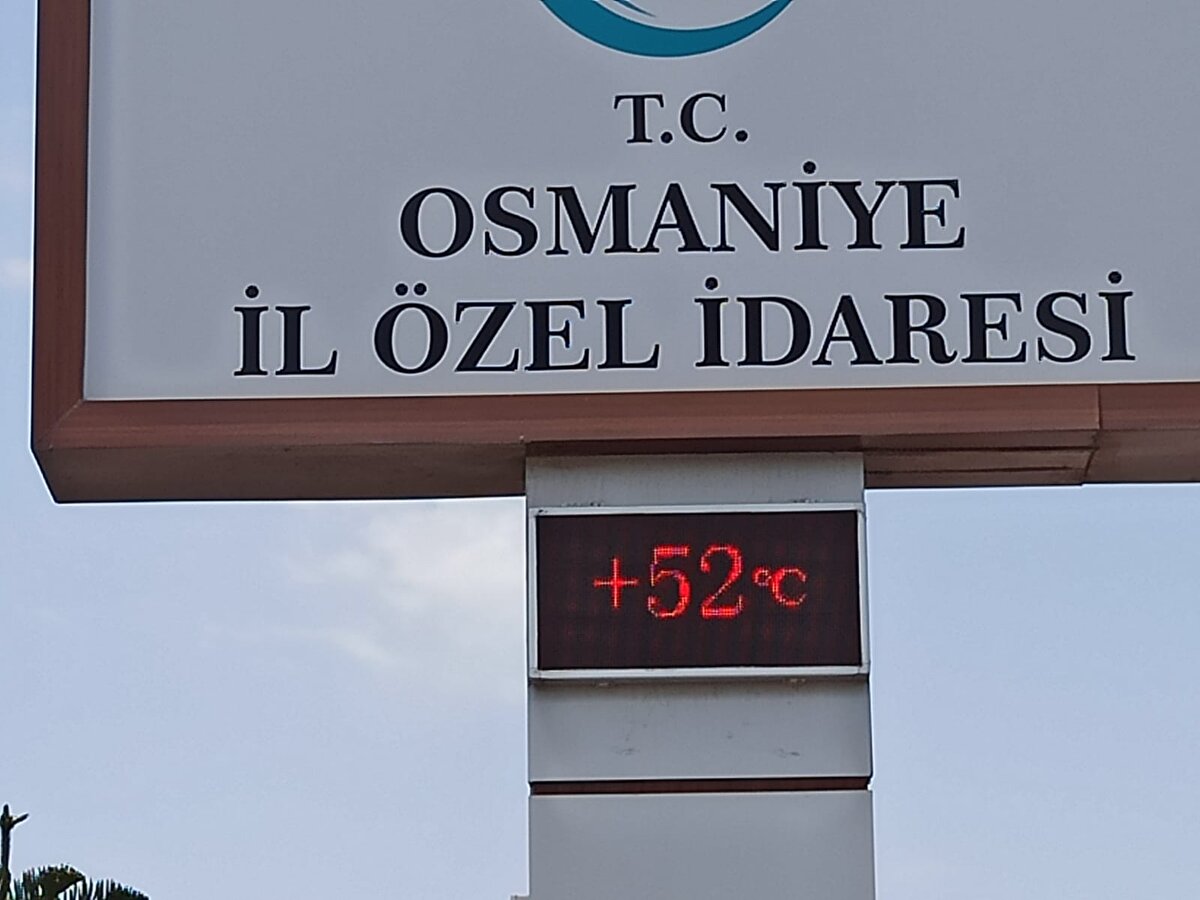 T.C.
OSMANİYE
İL ÖZEL İDARESİ
+52°C